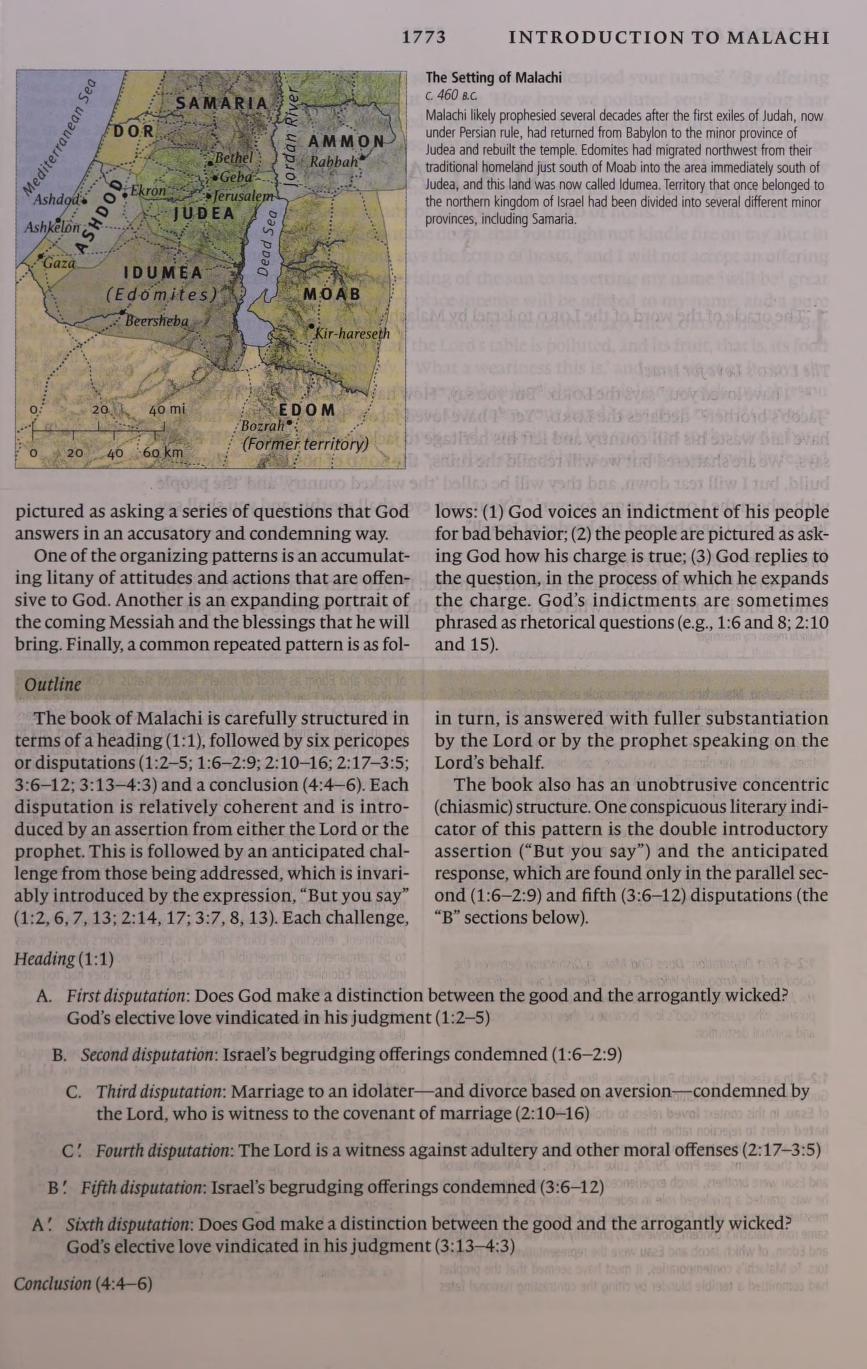 1773 INTRODUCTION TO MALACHI
Mediterranean Sea
SAMARIA
DOR
Jordan River
AMMON
Bethel
Rabbah
Geba
Ekron
Jerusalem
Ashdod
ASHDOD
JUDEA
Ashkelon
Dead Sea
Gaza
IDUMEA
(Edomites)
MOAB
Beersheba
Kir-hareseth
0 20 40 mi
EDOM
Bozrah
(Former territory)
0 20 40 60 km
The Setting of Malachi
c. 460 B.C.
Malachi likely prophesied several decades after the first exiles of Judah, now
under Persian rule, had returned from Babylon to the minor province of
Judea and rebuilt the temple. Edomites had migrated northwest from their
traditional homeland just south of Moab into the area immediately south of
Judea, and this land was now called Idumea. Territory that once belonged to
the northern kingdom of Israel had been divided into several different minor
provinces, including Samaria.
pictured as asking a series of questions that God
answers in an accusatory and condemning way.
One of the organizing patterns is an accumulat-
ing litany of attitudes and actions that are offen-
sive to God. Another is an expanding portrait of
the coming Messiah and the blessings that he will
bring. Finally, a common repeated pattern is as fol-
lows: (1) God voices an indictment of his people
for bad behavior; (2) the people are pictured as ask-
ing God how his charge is true; (3) God replies to
the question, in the process of which he expands
the charge. God's indictments are sometimes
phrased as rhetorical questions (e.g., 1:6 and 8; 2:10
and 15).
Outline
The book of Malachi is carefully structured in
terms of a heading (1:1), followed by six pericopes
or disputations (1:2–5; 1:6–2:9; 2:10–16; 2:17–3:5;
3:6–12; 3:13–4:3) and a conclusion (4:4–6). Each
disputation is relatively coherent and is intro-
duced by an assertion from either the Lord or the
prophet. This is followed by an anticipated chal-
lenge from those being addressed, which is invari-
ably introduced by the expression, "But you say"
(1:2, 6, 7, 13; 2:14, 17; 3:7, 8, 13). Each challenge,
in turn, is answered with fuller substantiation
by the Lord or by the prophet speaking on the
Lord's behalf.
The book also has an unobtrusive concentric
(chiasmic) structure. One conspicuous literary indi-
cator of this pattern is the double introductory
assertion ("But you say") and the anticipated
response, which are found only in the parallel sec-
ond (1:6–2:9) and fifth (3:6–12) disputations (the
"B" sections below).
Heading (1:1)
A. First disputation: Does God make a distinction between the good and the arrogantly wicked?
God's elective love vindicated in his judgment (1:2–5)
B. Second disputation: Israel's begrudging offerings condemned (1:6–2:9)
C. Third disputation: Marriage to an idolater—and divorce based on aversion—condemned by
the Lord, who is witness to the covenant of marriage (2:10–16)
C.′ Fourth disputation: The Lord is a witness against adultery and other moral offenses (2:17–3:5)
B.′ Fifth disputation: Israel's begrudging offerings condemned (3:6–12)
A.′ Sixth disputation: Does God make a distinction between the good and the arrogantly wicked?
God's elective love vindicated in his judgment (3:13–4:3)
Conclusion (4:4–6)